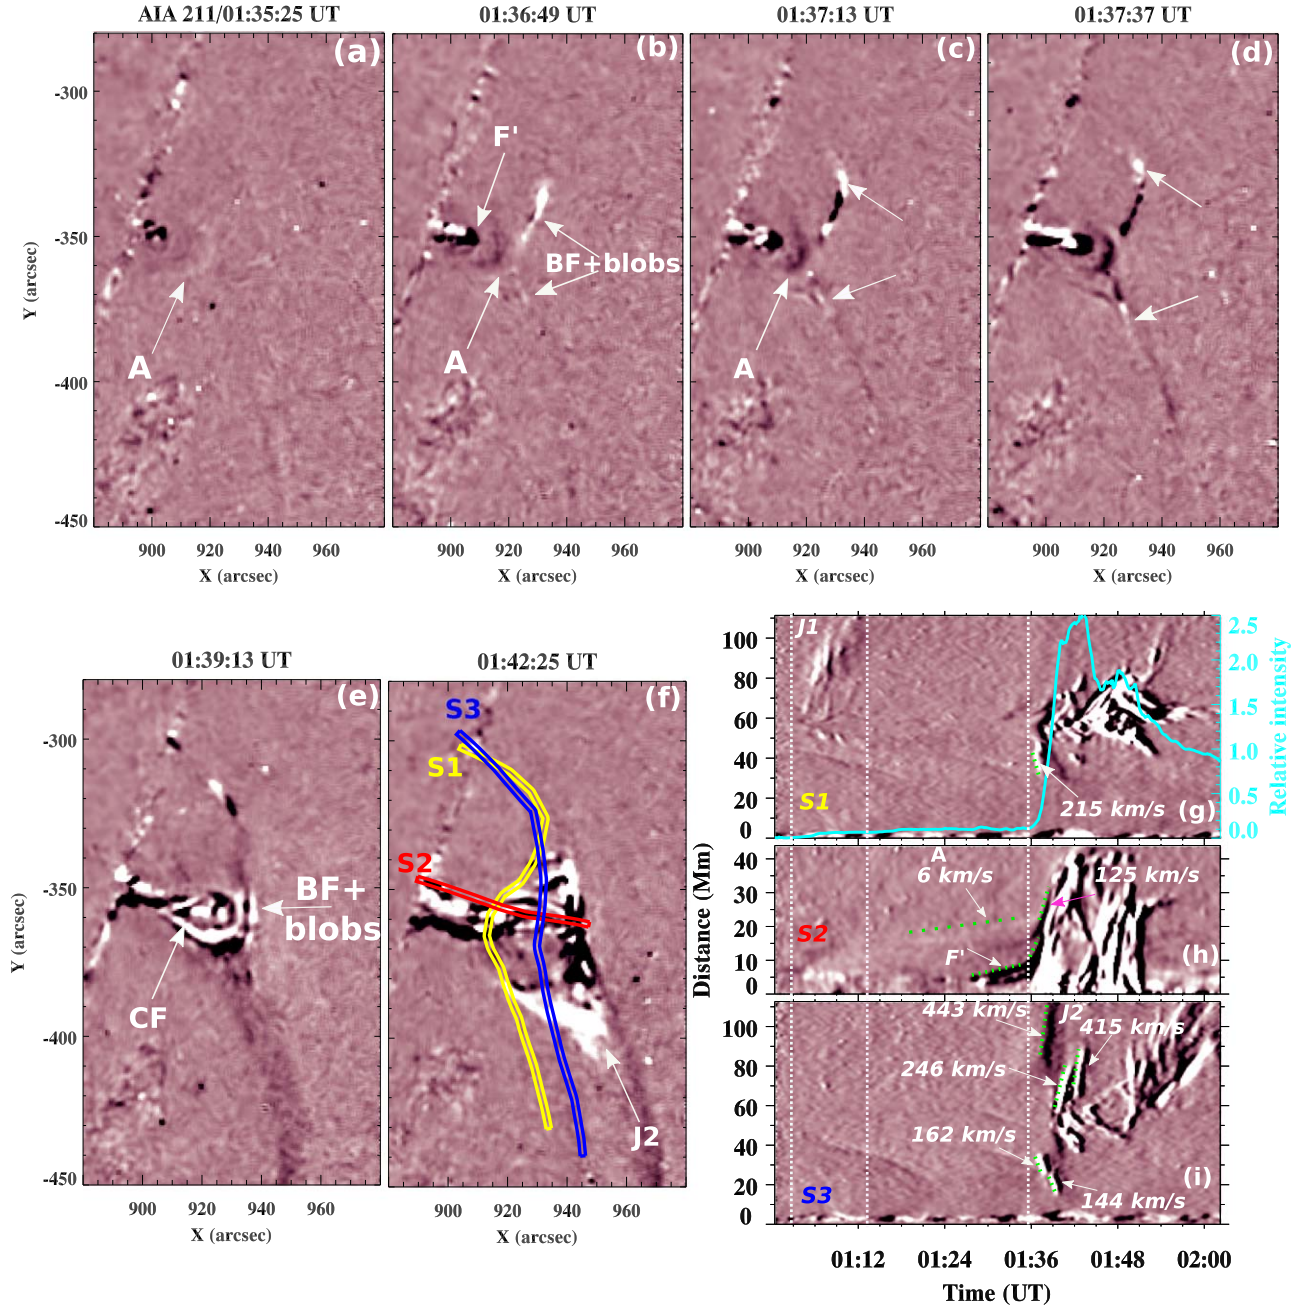 AIA 211/01:35:25 UT
01:36:49 UT
01:37:13 UT
01:37:37 UT
(a)
(b)
(c)
(d)
-300
-350
-400
-450
Y (arcsec)
A
F'
BF+blobs
A
A
900 920 940 960
900 920 940 960
900 920 940 960
900 920 940 960
X (arcsec)
X (arcsec)
X (arcsec)
X (arcsec)
01:39:13 UT
01:42:25 UT
(e)
(f)
-300
-350
-400
-450
Y (arcsec)
BF+
blobs
CF
S3
S1
S2
J2
900 920 940 960
900 920 940 960
X (arcsec)
X (arcsec)
J1
S1
215 km/s
(g)
100
80
60
40
20
0
2.5
2.0
1.5
1.0
0.5
0.0
Relative intensity
A
6 km/s
125 km/s
S2
F'
(h)
40
30
20
10
0
Distance (Mm)
443 km/s
J2
415 km/s
246 km/s
162 km/s
144 km/s
S3
(i)
100
80
60
40
20
0
01:12 01:24 01:36 01:48 02:00
Time (UT)